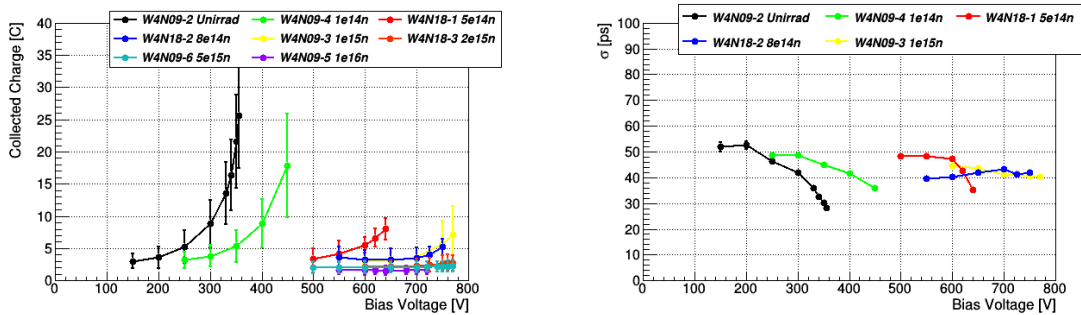 W4N09-2 Unirrad W4N09-4 1e14n W4N18-1 5e14n
W4N18-2 8e14n W4N09-3 1e15n W4N18-3 2e15n
W4N09-6 5e15n W4N09-5 1e16n
Collected Charge [C]
40
35
30
25
20
15
10
5
0
0 100 200 300 400 500 600 700 800
Bias Voltage [V]
W4N09-2 Unirrad W4N09-4 1e14n W4N18-1 5e14n
W4N18-2 8e14n W4N09-3 1e15n
σ [ps]
100
90
80
70
60
50
40
30
20
10
0
0 100 200 300 400 500 600 700 800
Bias Voltage [V]